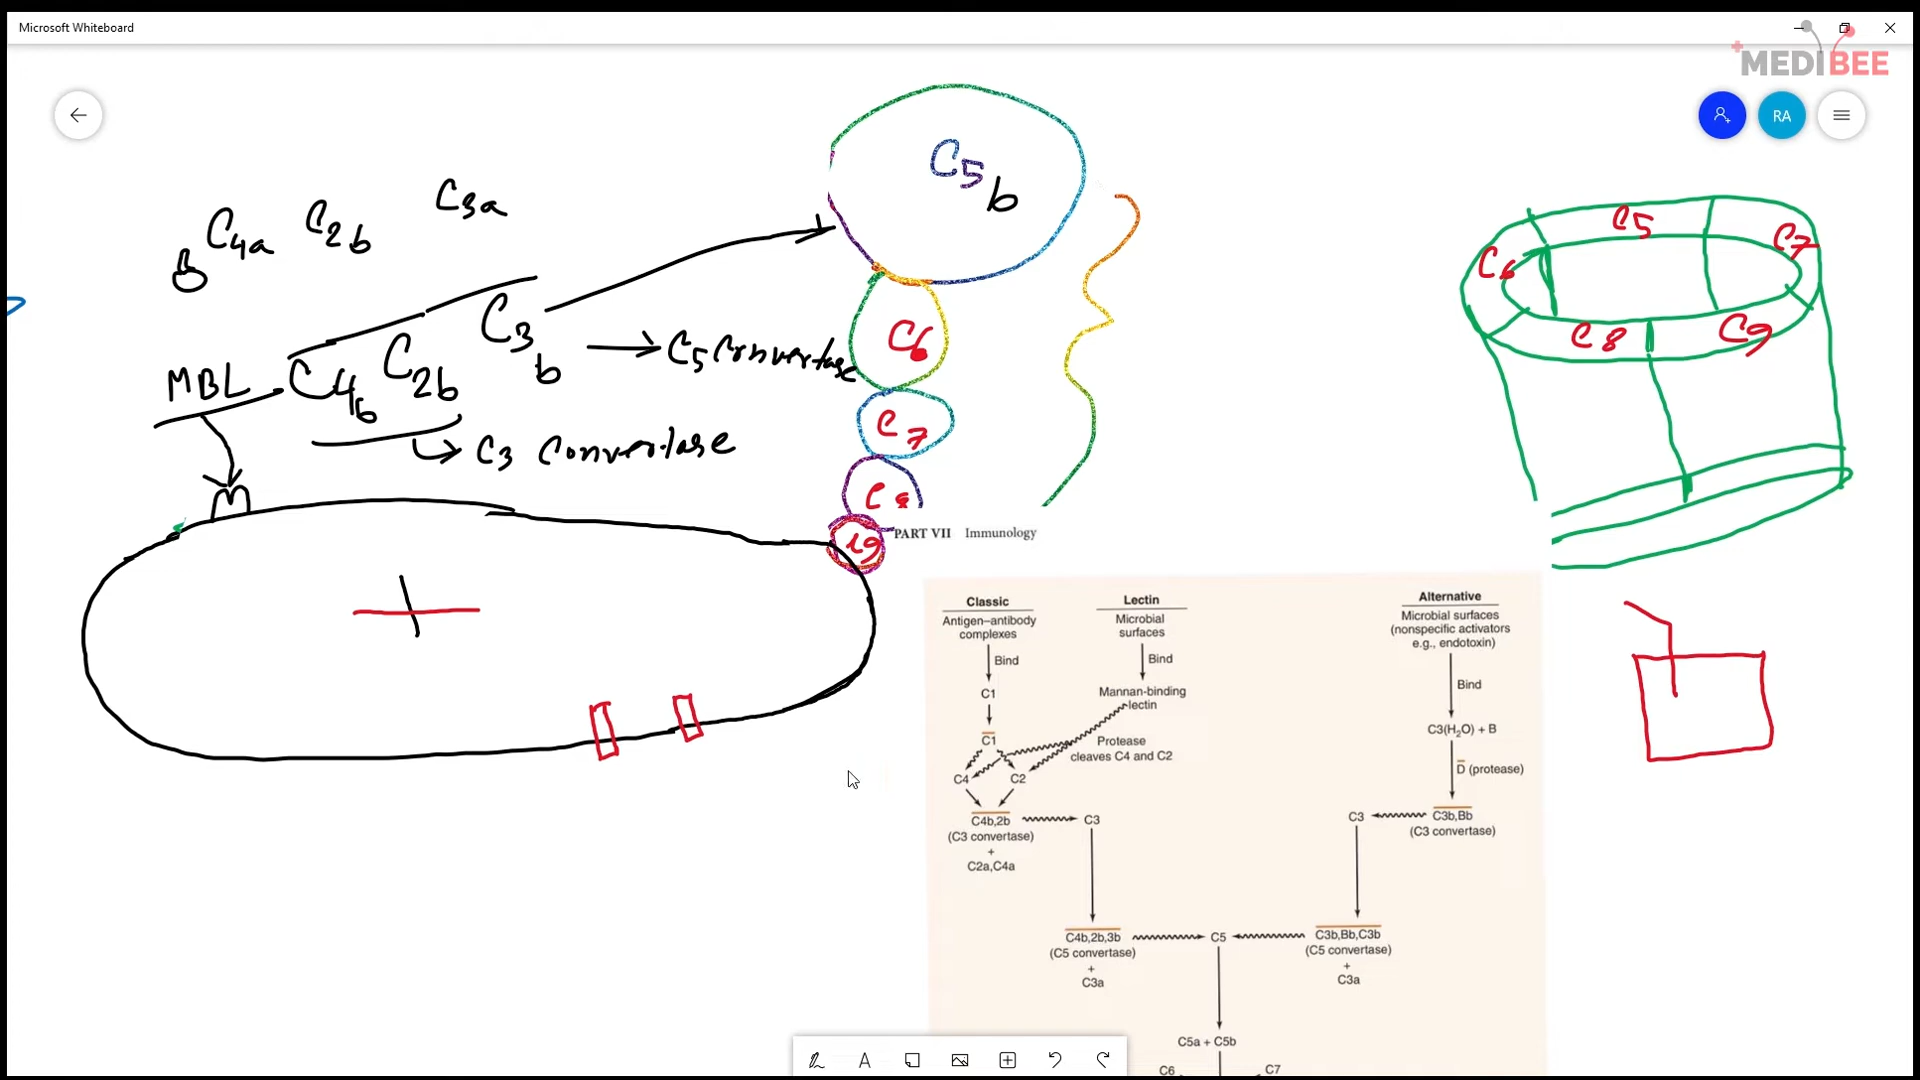 Microsoft Whiteboard
MEDIBEE
RA
C5b
C4a C2b C3a
MBL C4b C2b C3b → C5 Convertase
C3 Convertase
C6
C7
C8
C9
C5
C6 C7
C8 C9
PART VII Immunology
Classic
Antigen–antibody
complexes
Bind
C1
C1
C4 C2
C4b,2b
(C3 convertase)
+
C2a,C4a
Lectin
Microbial
surfaces
Bind
Mannan-binding
lectin
Protease
cleaves C4 and C2
C3
C4b,2b,3b
(C5 convertase)
+
C3a
Alternative
Microbial surfaces
(nonspecific activators
e.g., endotoxin)
Bind
C3(H₂O) + B
D (protease)
C3 C3b,Bb
(C3 convertase)
C5
C3b,Bb,C3b
(C5 convertase)
+
C3a
C5a + C5b
C6 C7